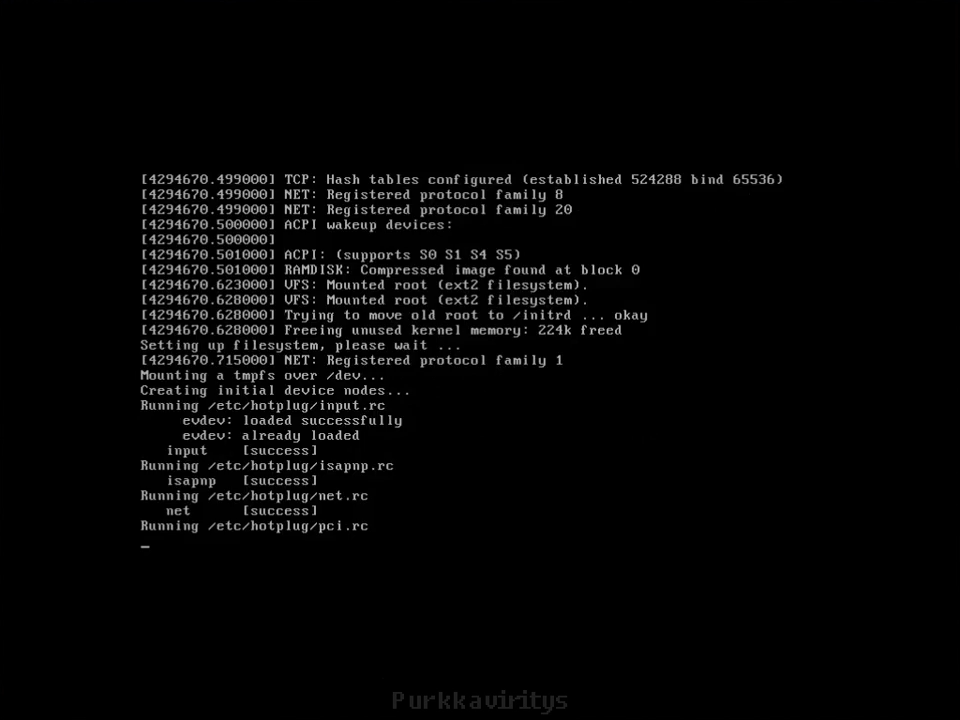 [4294670.499000] TCP: Hash tables configured (established 524288 bind 65536)
[4294670.499000] NET: Registered protocol family 8
[4294670.499000] NET: Registered protocol family 20
[4294670.500000] ACPI wakeup devices:
[4294670.500000]
[4294670.501000] ACPI: (supports S0 S1 S4 S5)
[4294670.501000] RAMDISK: Compressed image found at block 0
[4294670.623000] VFS: Mounted root (ext2 filesystem).
[4294670.628000] VFS: Mounted root (ext2 filesystem).
[4294670.628000] Trying to move old root to /initrd ... okay
[4294670.628000] Freeing unused kernel memory: 224k freed
Setting up filesystem, please wait ...
[4294670.715000] NET: Registered protocol family 1
Mounting a tmpfs over /dev...
Creating initial device nodes...
Running /etc/hotplug/input.rc
evdev: loaded successfully
evdev: already loaded
input [success]
Running /etc/hotplug/isapnp.rc
isapnp [success]
Running /etc/hotplug/net.rc
net [success]
Running /etc/hotplug/pci.rc
_
Purkkaviritys